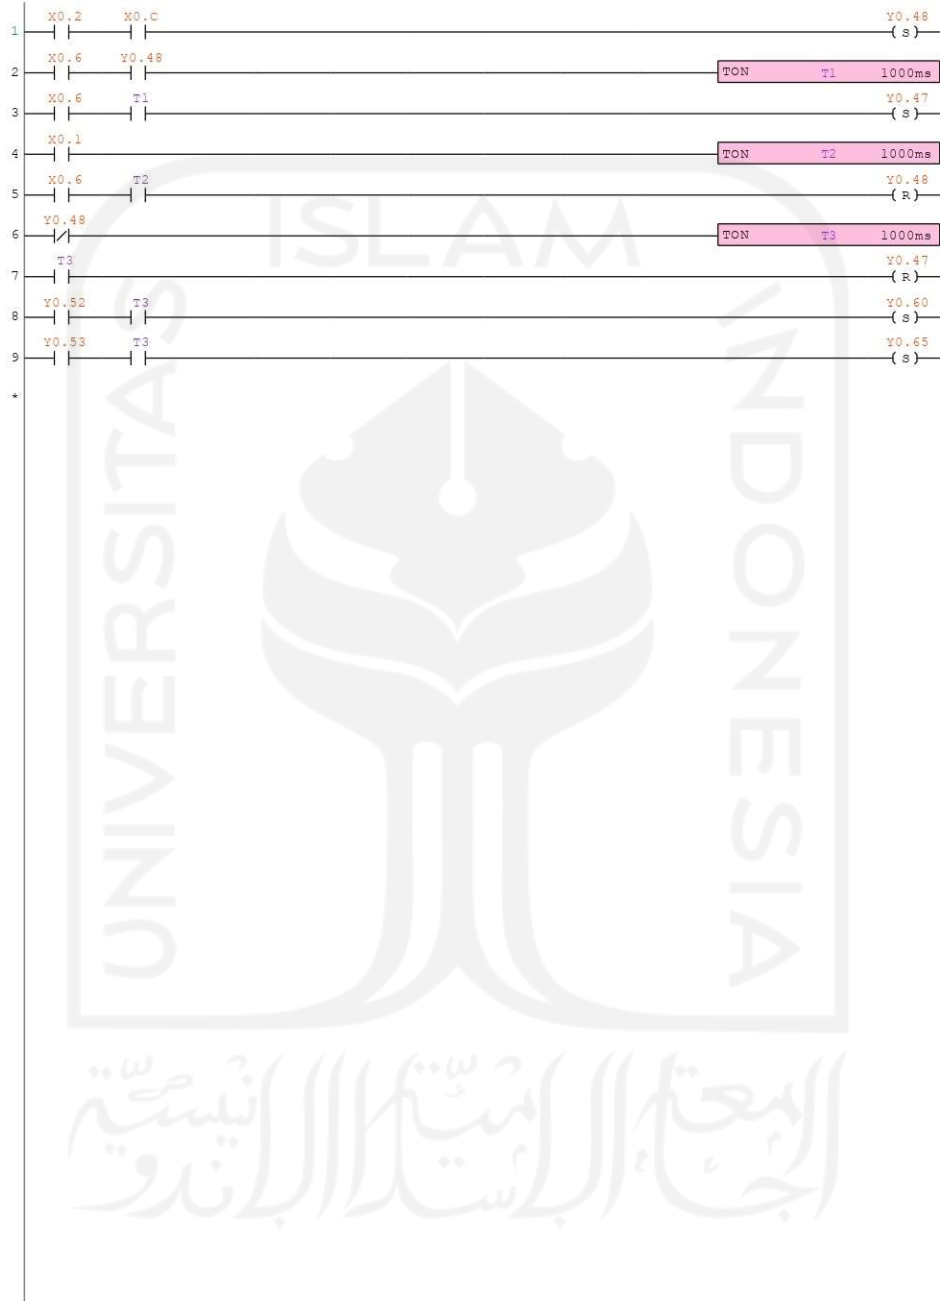 X0.2 X0.C Y0.48
1 ( S )
X0.6 Y0.48
2 TON T1 1000ms
X0.6 T1 Y0.47
3 ( S )
X0.1
4 TON T2 1000ms
X0.6 T2 Y0.48
5 ( R )
Y0.48
6 TON T3 1000ms
T3 Y0.47
7 ( R )
Y0.52 T3 Y0.60
8 ( S )
Y0.53 T3 Y0.65
9 ( S )
*
UNIVERSITAS
ISLAM
INDONESIA